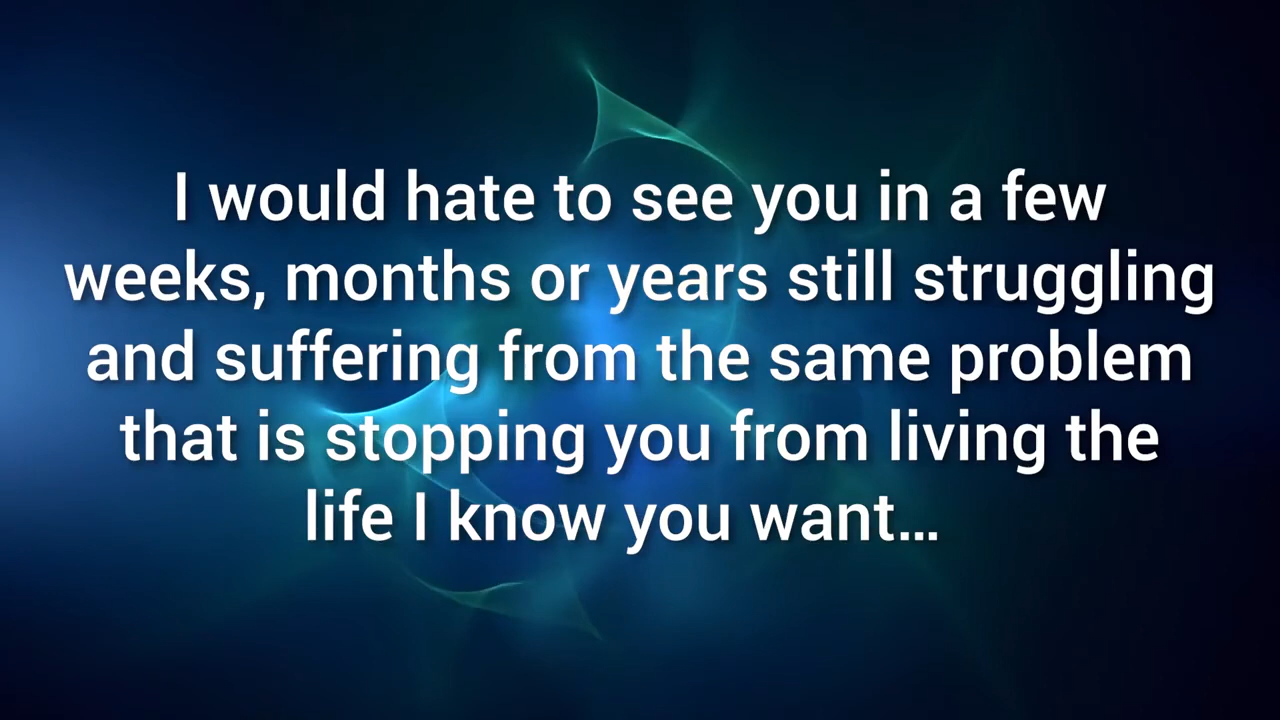 I would hate to see you in a few
weeks, months or years still struggling
and suffering from the same problem
that is stopping you from living the
life I know you want…